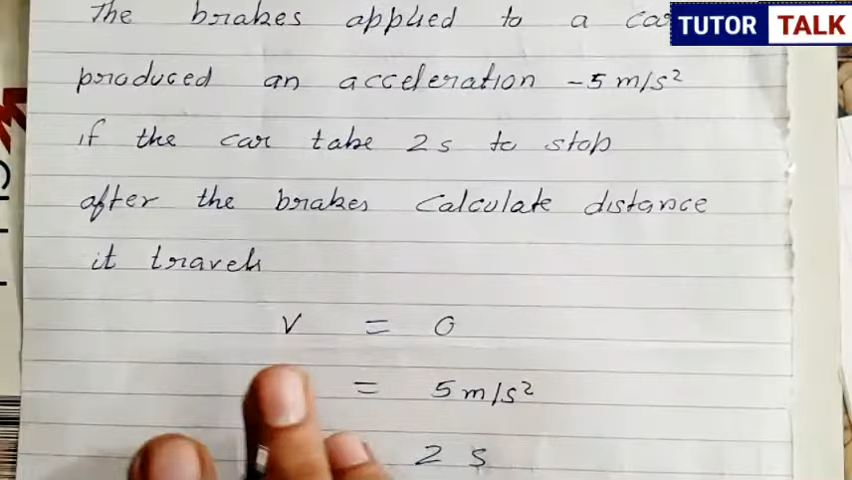 The brakes applied to a
TUTOR TALK
produced an acceleration -5 m/s²
if the car take 2s to stop
after the brakes calculate distance
it travels
V = 0
= 5 m/s²
2 s